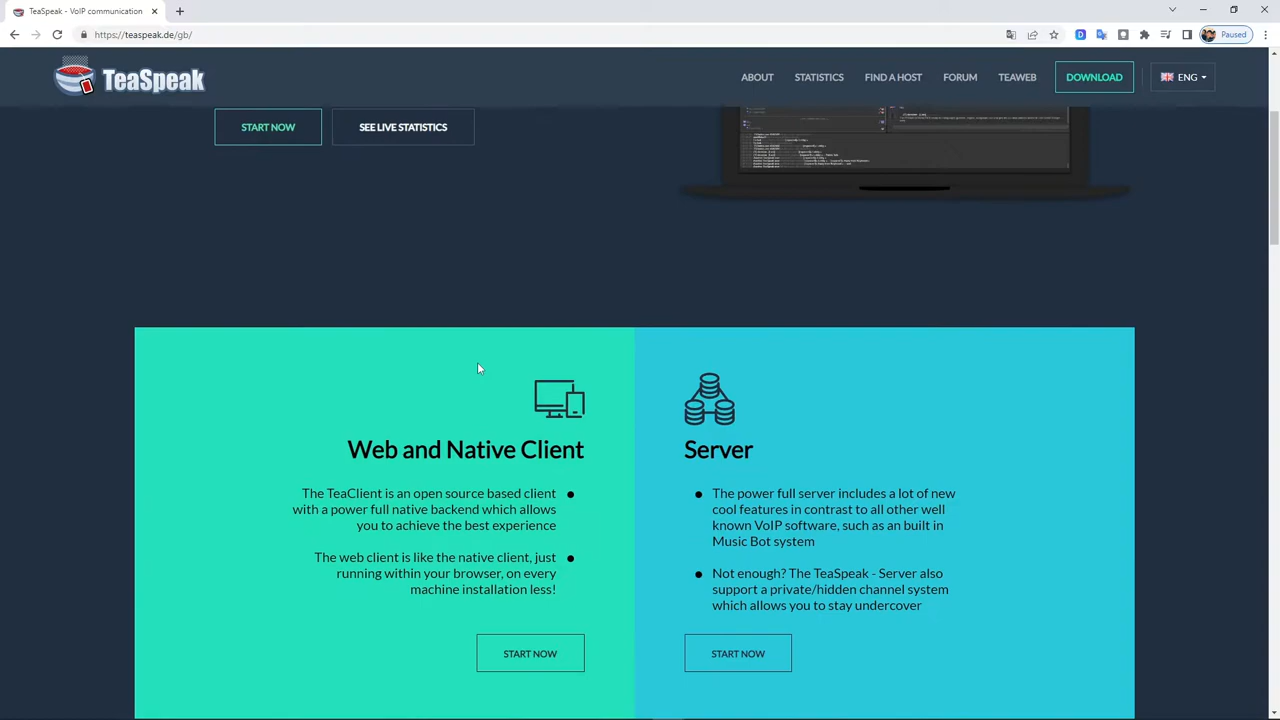 TeaSpeak - VoIP communication
https://teaspeak.de/gb/
Paused
TeaSpeak
ABOUT
STATISTICS
FIND A HOST
FORUM
TEAWEB
DOWNLOAD
ENG
START NOW
SEE LIVE STATISTICS
Web and Native Client
The TeaClient is an open source based client
with a power full native backend which allows
you to achieve the best experience
The web client is like the native client, just
running within your browser, on every
machine installation less!
START NOW
Server
The power full server includes a lot of new
cool features in contrast to all other well
known VoIP software, such as an built in
Music Bot system
Not enough? The TeaSpeak - Server also
support a private/hidden channel system
which allows you to stay undercover
START NOW